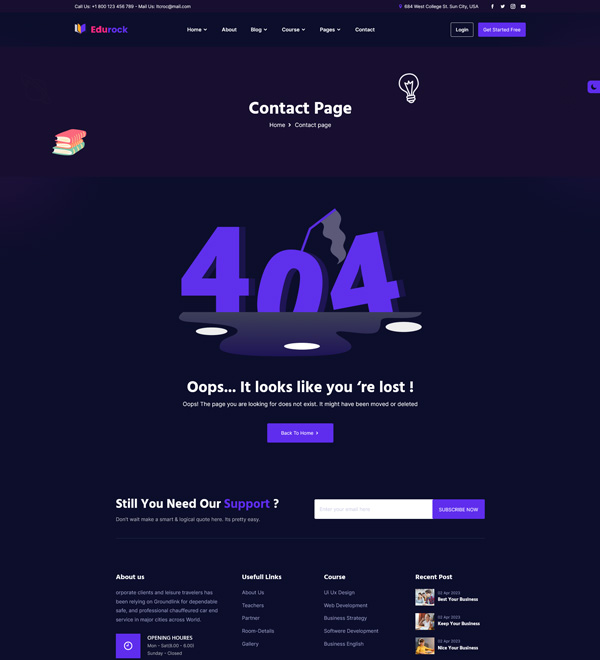 Call Us: +1 800 123 456 789 - Mail Us: Itcroc@mail.com
684 West College St. Sun City, USA
Edurock
Home
About
Blog
Course
Pages
Contact
Login
Get Started Free
Contact Page
Home
Contact page
404
Oops... It looks like you ‘re lost !
Oops! The page you are looking for does not exist. It might have been moved or deleted
Back To Home
Still You Need Our Support ?
Don't wait make a smart & logical quote here. Its pretty easy.
Enter your email here
SUBSCRIBE NOW
About us
orporate clients and leisure travelers has
been relying on Groundlink for dependable
safe, and professional chauffeured car end
service in major cities across World.
OPENING HOURES
Mon - Sat(8.00 - 6.00)
Sunday - Closed
Usefull Links
About Us
Teachers
Partner
Room-Details
Gallery
Course
Ui Ux Design
Web Development
Business Strategy
Software Development
Business English
Recent Post
02 Apr 2023
Best Your Business
02 Apr 2023
Keep Your Business
02 Apr 2023
Nice Your Business